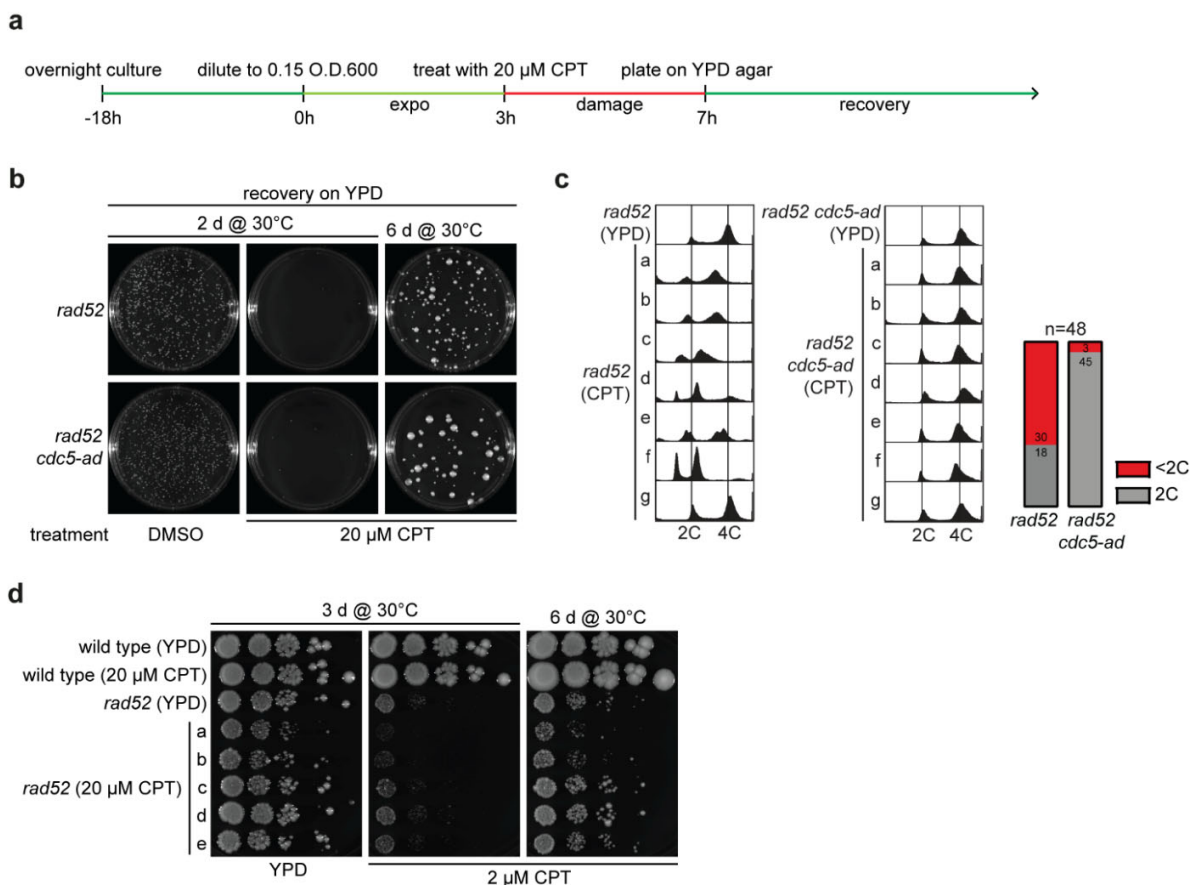 a
overnight culture dilute to 0.15 O.D.600 treat with 20 µM CPT plate on YPD agar
expo damage recovery
-18h 0h 3h 7h
b
recovery on YPD
2 d @ 30°C 6 d @ 30°C
rad52
rad52
cdc5-ad
treatment DMSO 20 µM CPT
c
rad52
(YPD)
a
b
c
rad52
(CPT)
d
e
f
g
2C 4C
rad52 cdc5-ad
(YPD)
a
b
c
rad52
cdc5-ad
(CPT)
d
e
f
g
2C 4C
n=48
3
45
30
18
<2C
2C
rad52 rad52
cdc5-ad
d
3 d @ 30°C 6 d @ 30°C
wild type (YPD)
wild type (20 µM CPT)
rad52 (YPD)
a
b
rad52 (20 µM CPT) c
d
e
YPD 2 µM CPT